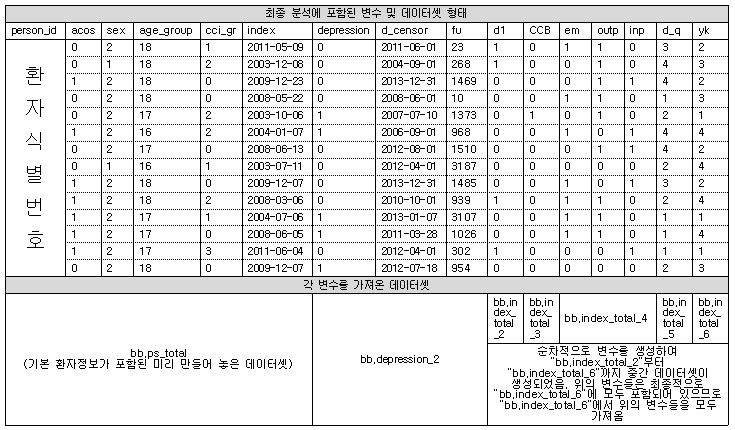 최종 분석에 포함된 변수 및 데이터셋 형태
person_id acos sex age_group cci_gr index depression d_censor fu d1 CCB em outp inp d_q yk
환자식별번호
0 2 18 1 2011-05-09 0 2011-06-01 23 1 0 1 1 0 3 2
0 2 18 2 2003-12-08 0 2004-09-01 268 1 0 0 1 0 4 3
1 2 18 0 2009-12-23 0 2013-12-31 1469 0 0 0 1 1 4 2
0 2 18 0 2008-05-22 0 2008-06-01 10 0 0 1 1 0 1 3
0 2 17 2 2003-10-06 1 2007-07-10 1373 0 1 0 1 0 2 1
1 2 16 2 2004-01-07 1 2006-09-01 968 0 0 1 0 1 4 4
0 2 17 0 2008-06-13 0 2012-08-01 1510 0 0 0 1 1 4 2
0 1 16 1 2003-07-11 0 2012-04-01 3187 0 0 0 0 0 2 4
1 2 18 0 2009-12-07 0 2013-12-31 1485 0 0 1 0 1 3 2
1 2 18 2 2008-03-06 0 2010-10-01 939 1 0 1 1 0 2 4
1 2 17 1 2004-07-06 1 2013-01-07 3107 0 0 0 1 0 1 1
0 2 17 0 2008-06-05 1 2011-03-28 1026 0 0 1 1 0 4 1
1 2 17 3 2011-06-04 0 2012-04-01 302 1 0 0 0 1 1 1
0 2 18 0 2009-12-07 1 2012-07-18 954 0 0 0 0 0 2 3
각 변수를 가져온 데이터셋
bb.ps_total
(기본 환자정보가 포함된 미리 만들어 놓은 데이터셋)
bb.depression_2
bb.in
dex_
total
_2
bb.in
dex_
total
_3
bb.index_total_4
bb.in
dex_
total
_5
bb.in
dex_
total
_6
순차적으로 변수를 생성하여
"bb.index_total_2"부터
"bb.index_total_6"까지 중간 데이터셋이
생성되었음. 위의 변수들은 최종적으로
"bb.index_total_6"에 모두 포함되어 있으므로
"bb.index_total_6"에서 위의 변수들을 모두
가져옴